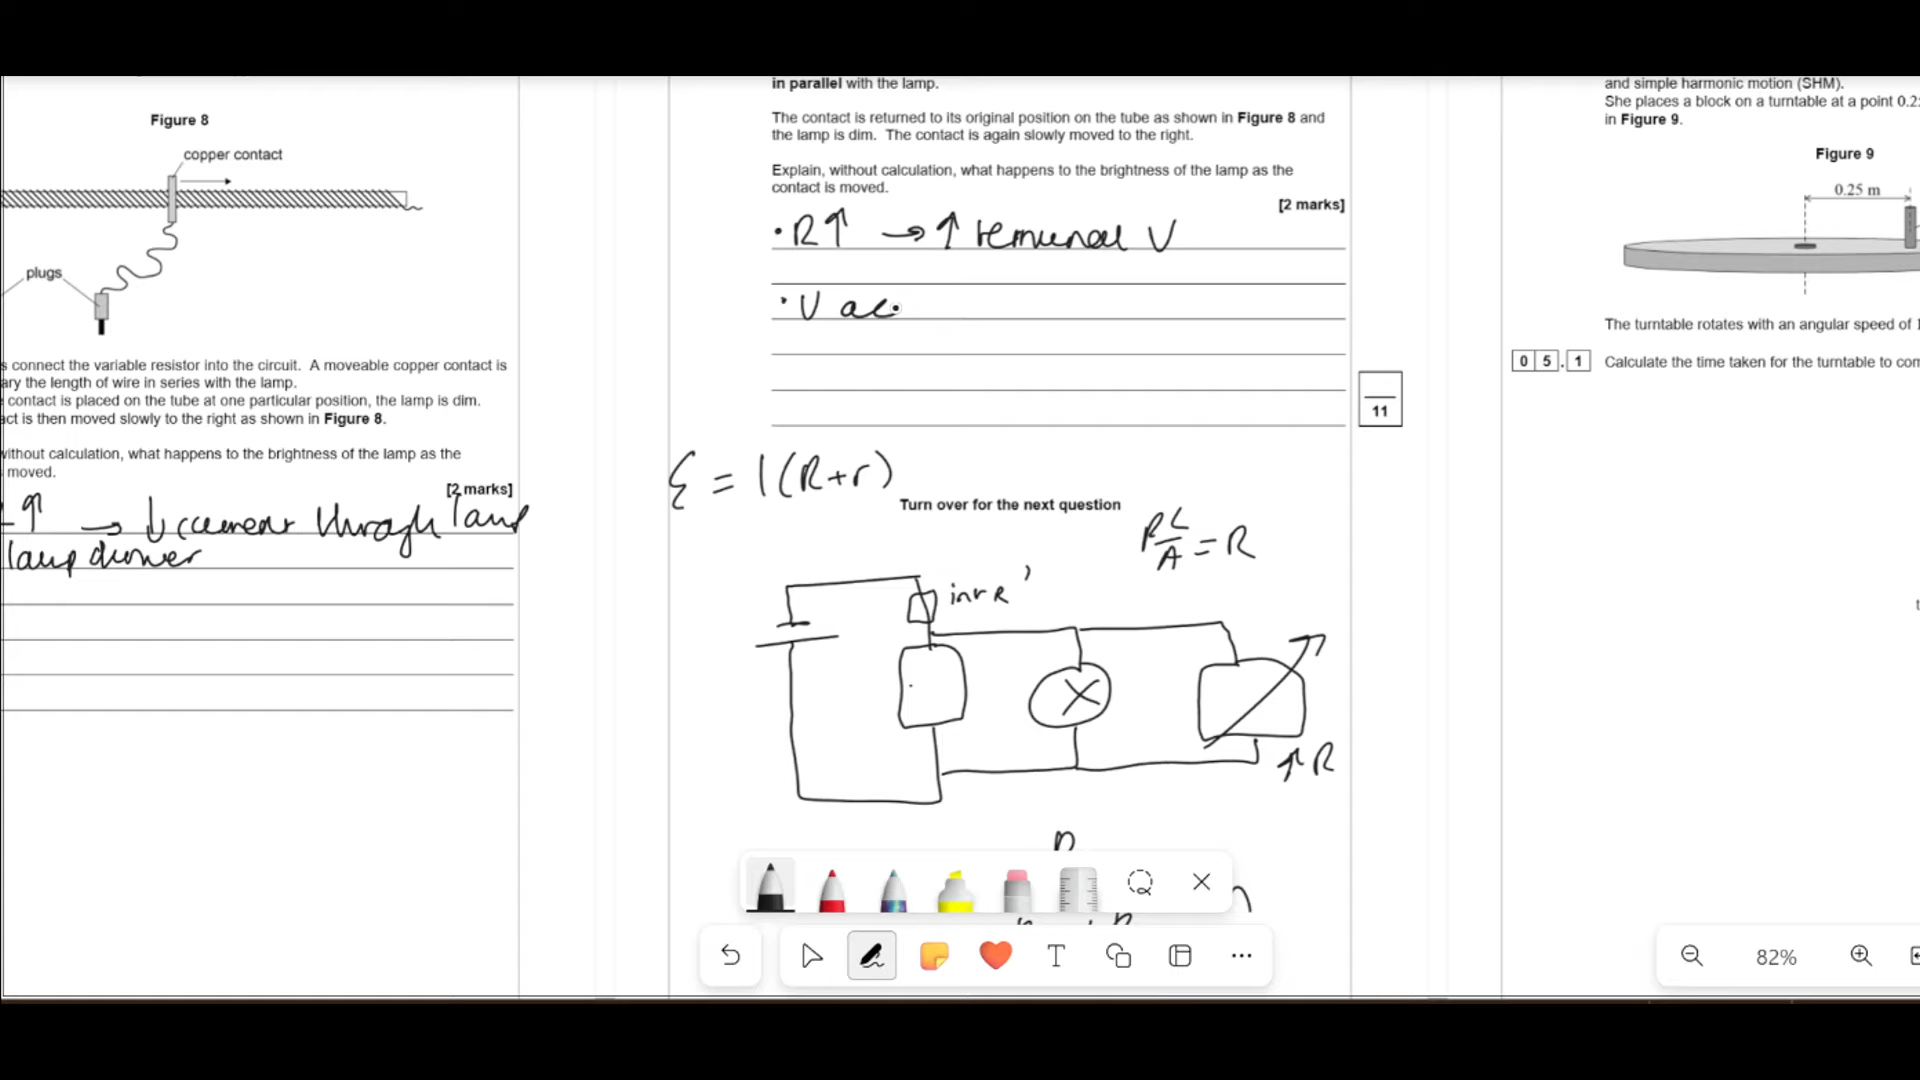 Figure 8
copper contact
plugs
s connect the variable resistor into the circuit. A moveable copper contact is
ary the length of wire in series with the lamp.
contact is placed on the tube at one particular position, the lamp is dim.
act is then moved slowly to the right as shown in Figure 8.
without calculation, what happens to the brightness of the lamp as the
moved.
[2 marks]
↑ → ↓ current through lamp
lamp dimmer
in parallel with the lamp.
The contact is returned to its original position on the tube as shown in Figure 8 and
the lamp is dim. The contact is again slowly moved to the right.
Explain, without calculation, what happens to the brightness of the lamp as the
contact is moved.
[2 marks]
• R↑ → ↑ terminal V
• V ac
11
ℰ = I(R+r)
Turn over for the next question
ρL/A = R
int R
↑R
and simple harmonic motion (SHM).
She places a block on a turntable at a point 0.2
in Figure 9.
Figure 9
0.25 m
The turntable rotates with an angular speed of 1
0 5 . 1 Calculate the time taken for the turntable to com
82%